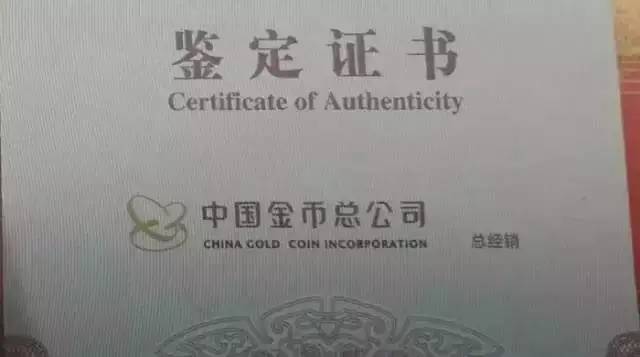 鉴定证书
Certificate of Authenticity
中国金币总公司
CHINA GOLD COIN INCORPORATION
总经销